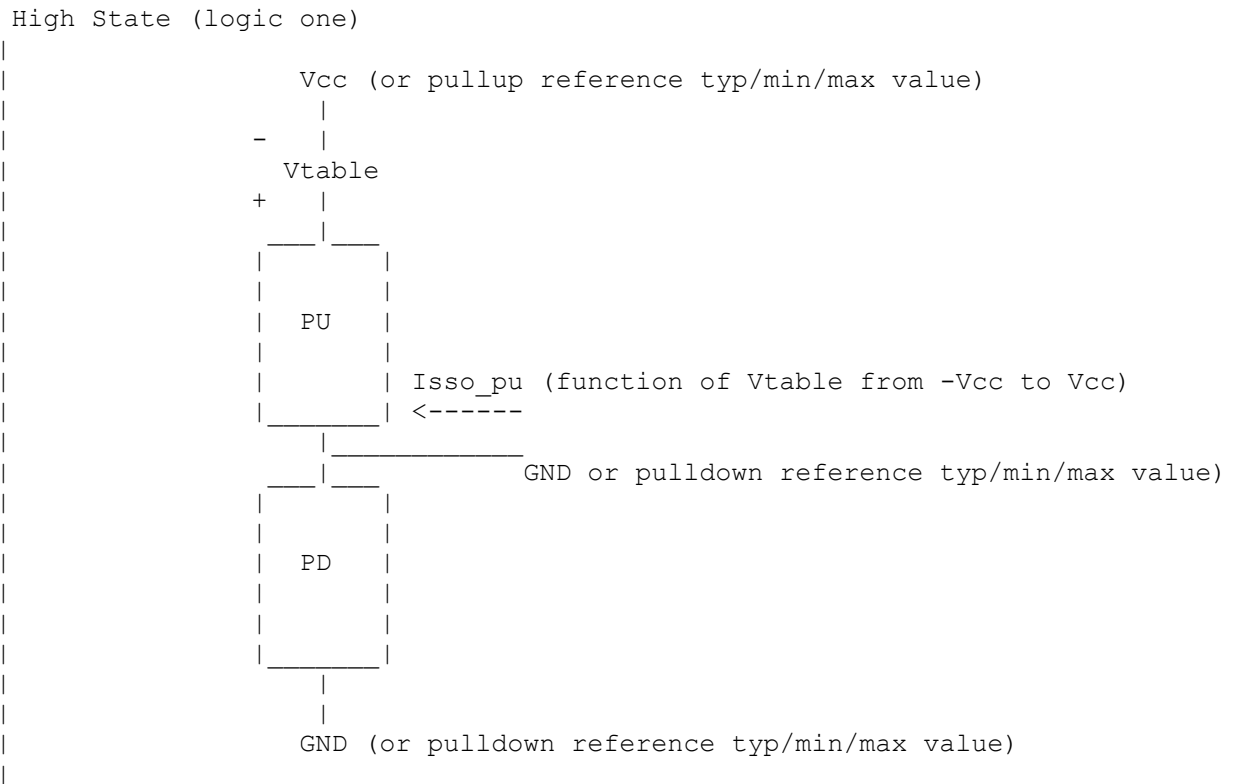 High State (logic one)
Vcc (or pullup reference typ/min/max value)
-
Vtable
+
PU
Isso_pu (function of Vtable from -Vcc to Vcc)
<------
GND or pulldown reference typ/min/max value)
PD
GND (or pulldown reference typ/min/max value)